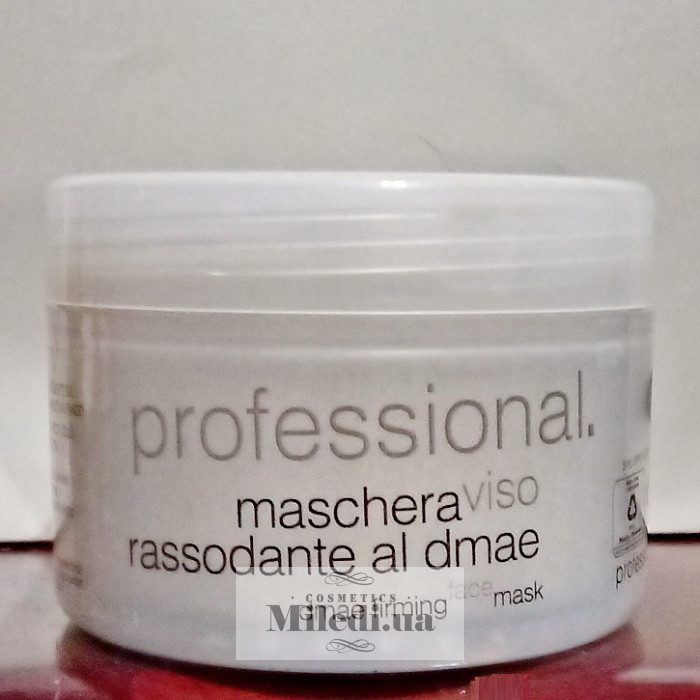 professional.
maschera viso
rassodante al dmae
dmae firming face mask
COSMETICS
Miledi.ua